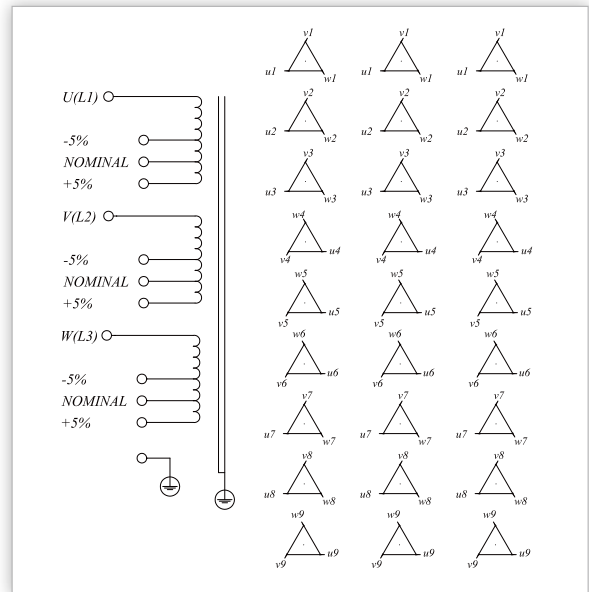 U(L1)
-5%
NOMINAL
+5%
V(L2)
-5%
NOMINAL
+5%
W(L3)
-5%
NOMINAL
+5%
v1 v1 v1
u1 w1 u1 w1 u1 w1
v2 v2 v2
u2 w2 u2 w2 u2 w2
v3 v3 v3
u3 w3 u3 w3 u3 w3
w4 w4 w4
v4 u4 v4 u4 v4 u4
w5 w5 w5
v5 u5 v5 u5 v5 u5
w6 w6 w6
v6 u6 v6 u6 v6 u6
v7 v7 v7
u7 w7 u7 w7 u7 w7
v8 v8 v8
u8 w8 u8 w8 u8 w8
w9 w9 w9
v9 u9 v9 u9 v9 u9